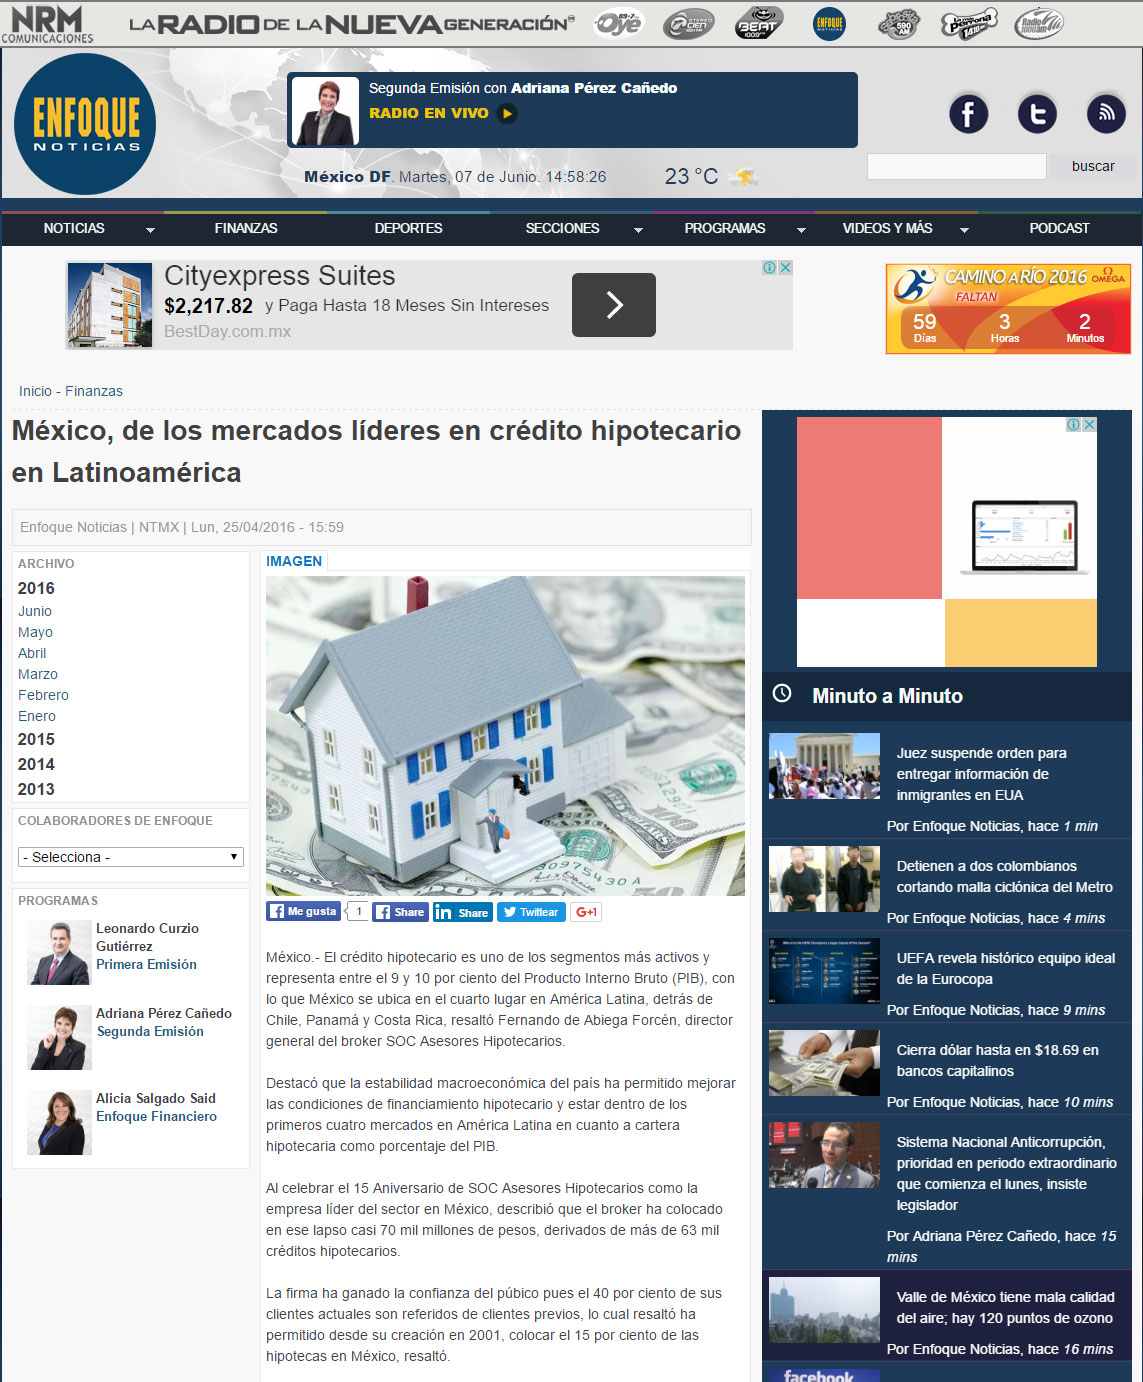 NRM
COMUNICACIONES
LA RADIO DE LA NUEVA GENERACIÓN®
Oye 89.7
STEREO CIEN
BEAT 100.9
ENFOQUE NOTICIAS
590
La Nueva Poderosa 1410
Radio 1000am
ENFOQUE
NOTICIAS
Segunda Emisión con Adriana Pérez Cañedo
RADIO EN VIVO
México DF. Martes, 07 de Junio. 14:58:26
23 °C
buscar
NOTICIAS
FINANZAS
DEPORTES
SECCIONES
PROGRAMAS
VIDEOS Y MÁS
PODCAST
Cityexpress Suites
$2,217.82 y Paga Hasta 18 Meses Sin Intereses
BestDay.com.mx
CAMINO a RÍO 2016
OMEGA
FALTAN
59 3 2
Días Horas Minutos
Inicio - Finanzas
México, de los mercados líderes en crédito hipotecario
en Latinoamérica
Enfoque Noticias | NTMX | Lun, 25/04/2016 - 15:59
ARCHIVO
2016
Junio
Mayo
Abril
Marzo
Febrero
Enero
2015
2014
2013
COLABORADORES DE ENFOQUE
- Selecciona -
PROGRAMAS
Leonardo Curzio
Gutiérrez
Primera Emisión
Adriana Pérez Cañedo
Segunda Emisión
Alicia Salgado Said
Enfoque Financiero
IMAGEN
Me gusta 1 Share Share Twittear G+1
México.- El crédito hipotecario es uno de los segmentos más activos y
representa entre el 9 y 10 por ciento del Producto Interno Bruto (PIB), con
lo que México se ubica en el cuarto lugar en América Latina, detrás de
Chile, Panamá y Costa Rica, resaltó Fernando de Abiega Forcén, director
general del broker SOC Asesores Hipotecarios.
Destacó que la estabilidad macroeconómica del país ha permitido mejorar
las condiciones de financiamiento hipotecario y estar dentro de los
primeros cuatro mercados en América Latina en cuanto a cartera
hipotecaria como porcentaje del PIB.
Al celebrar el 15 Aniversario de SOC Asesores Hipotecarios como la
empresa líder del sector en México, describió que el broker ha colocado
en ese lapso casi 70 mil millones de pesos, derivados de más de 63 mil
créditos hipotecarios.
La firma ha ganado la confianza del púbico pues el 40 por ciento de sus
clientes actuales son referidos de clientes previos, lo cual resaltó ha
permitido desde su creación en 2001, colocar el 15 por ciento de las
hipotecas en México, resaltó.
Minuto a Minuto
Juez suspende orden para
entregar información de
inmigrantes en EUA
Por Enfoque Noticias, hace 1 min
Detienen a dos colombianos
cortando malla ciclónica del Metro
Por Enfoque Noticias, hace 4 mins
UEFA revela histórico equipo ideal
de la Eurocopa
Por Enfoque Noticias, hace 9 mins
Cierra dólar hasta en $18.69 en
bancos capitalinos
Por Enfoque Noticias, hace 10 mins
Sistema Nacional Anticorrupción,
prioridad en periodo extraordinario
que comienza el lunes, insiste
legislador
Por Adriana Pérez Cañedo, hace 15
mins
Valle de México tiene mala calidad
del aire; hay 120 puntos de ozono
Por Enfoque Noticias, hace 16 mins
facebook